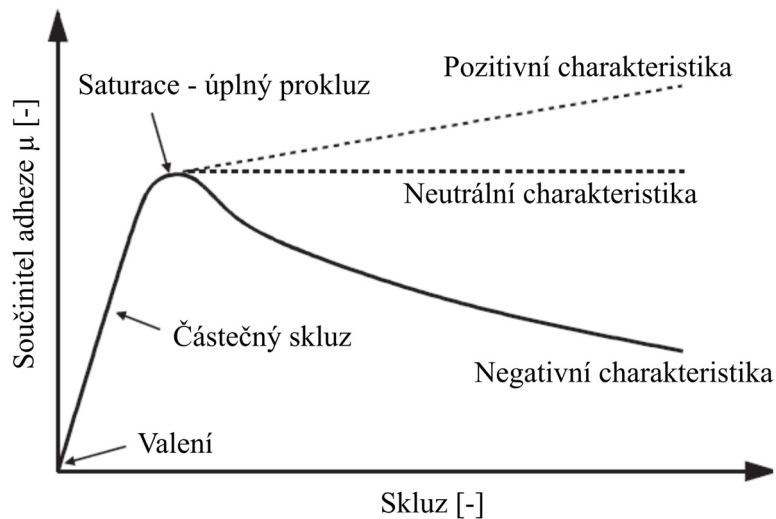 Pozitivní charakteristika
Saturace - úplný prokluz
Neutrální charakteristika
Součinitel adheze μ [-]
Částečný skluz
Negativní charakteristika
Valení
Skluz [-]